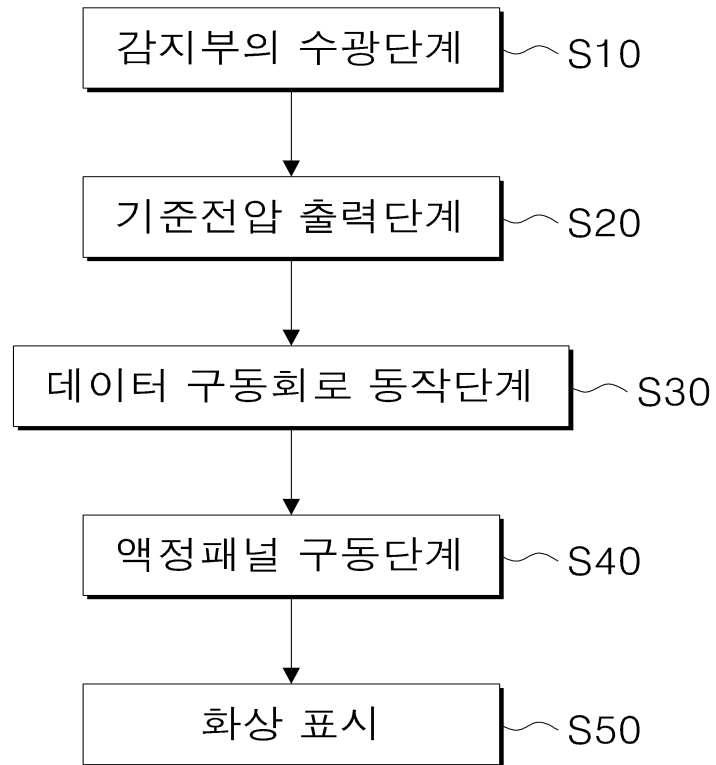 감지부의 수광단계
S10
기준전압 출력단계
S20
데이터 구동회로 동작단계
S30
액정패널 구동단계
S40
화상 표시
S50